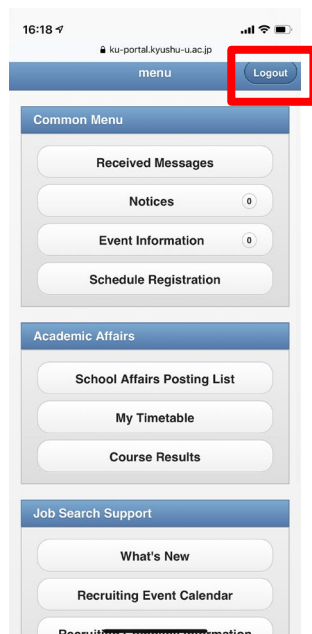 16:18
ku-portal.kyushu-u.ac.jp
menu
Logout
Common Menu
Received Messages
Notices 0
Event Information 0
Schedule Registration
Academic Affairs
School Affairs Posting List
My Timetable
Course Results
Job Search Support
What's New
Recruiting Event Calendar